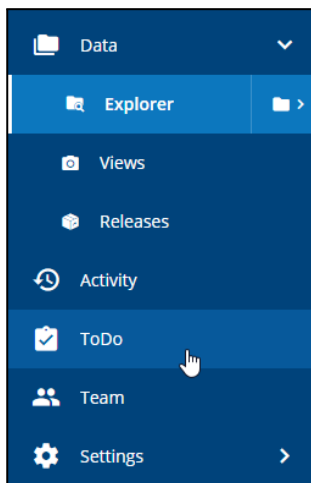 Data
Explorer
Views
Releases
Activity
ToDo
Team
Settings